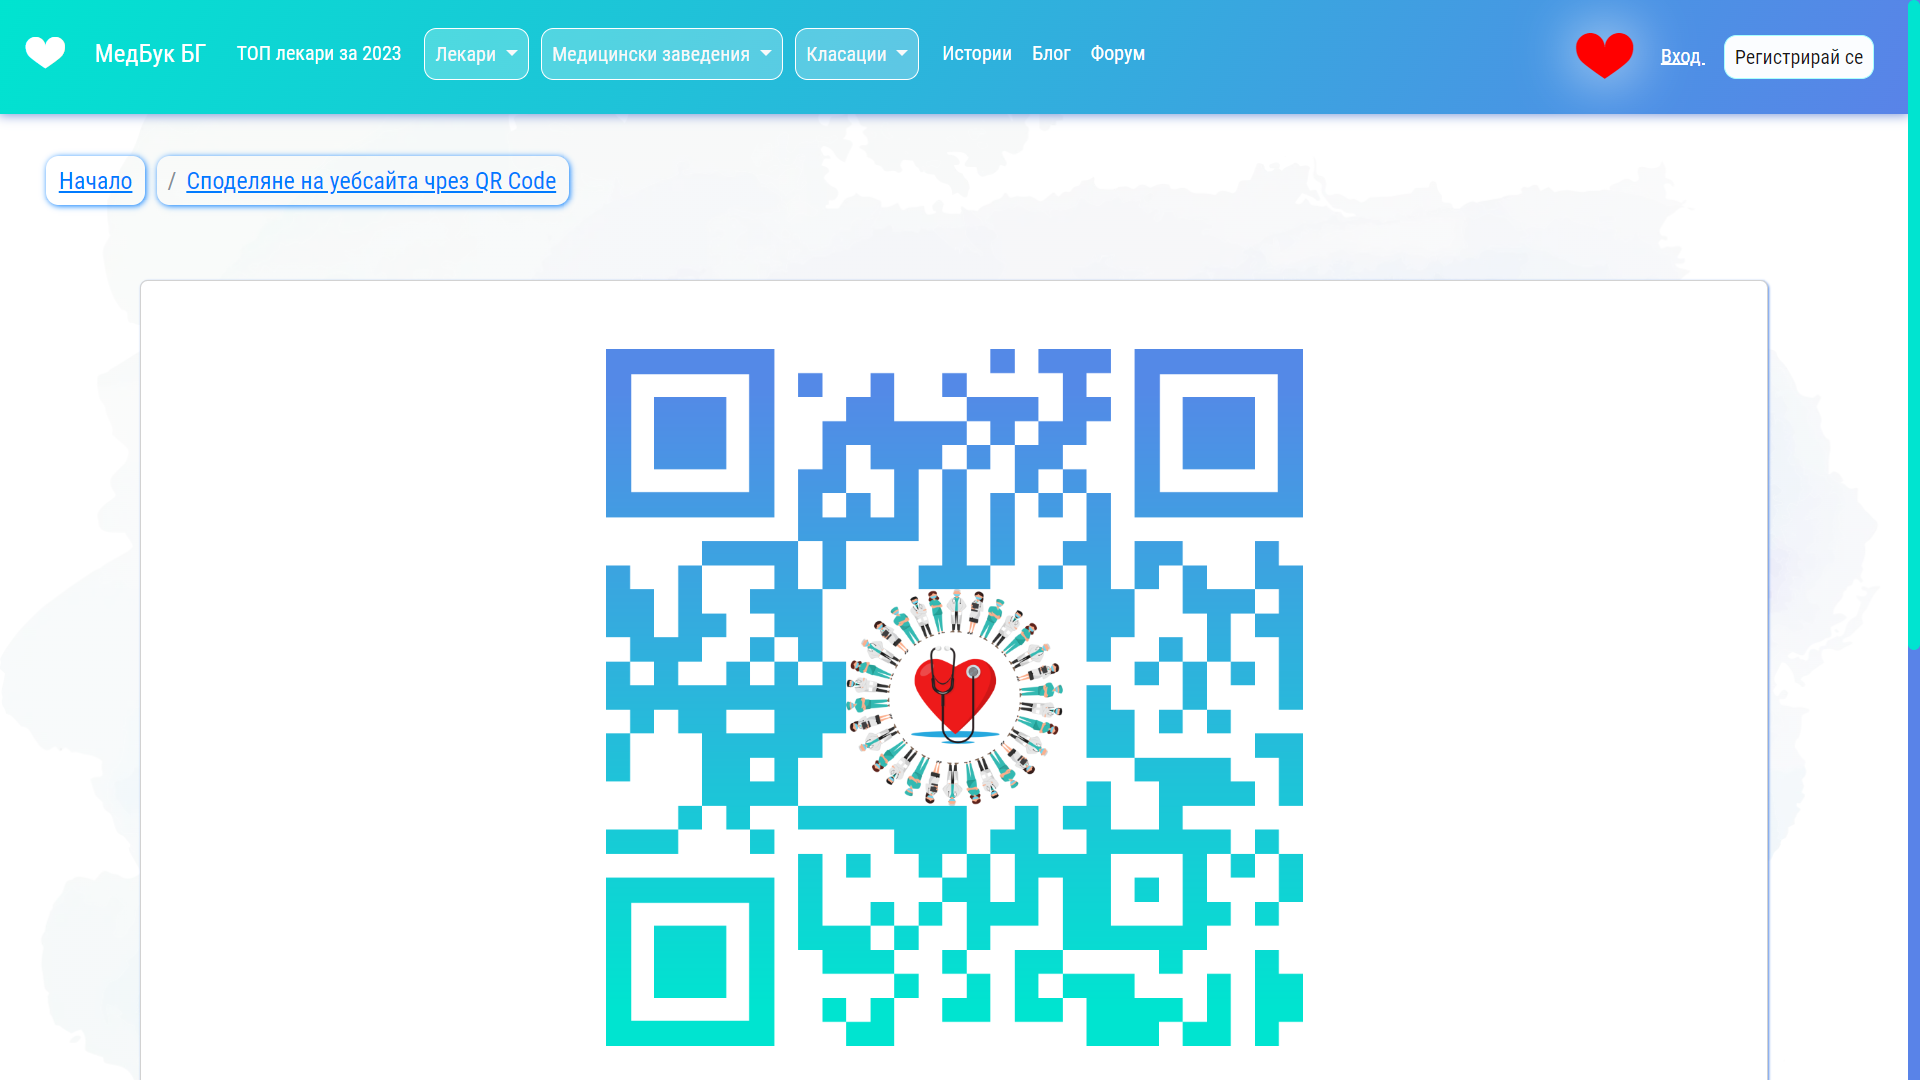 МедБук БГ ТОП лекари за 2023 Лекари Медицински заведения Класации Истории Блог Форум Вход Регистрирай се
Начало / Споделяне на уебсайта чрез QR Code